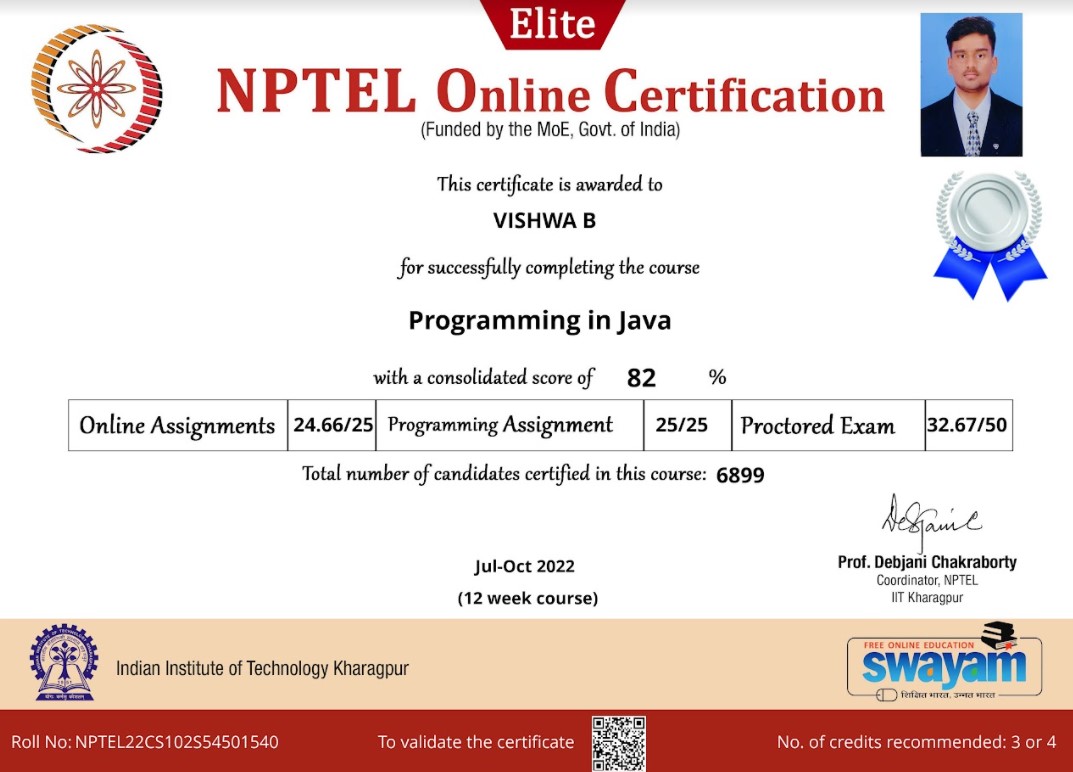 Elite
NPTEL Online Certification
(Funded by the MoE, Govt. of India)
This certificate is awarded to
VISHWA B
for successfully completing the course
Programming in Java
with a consolidated score of 82 %
Online Assignments 24.66/25 Programming Assignment 25/25 Proctored Exam 32.67/50
Total number of candidates certified in this course: 6899
Jul-Oct 2022
(12 week course)
Prof. Debjani Chakraborty
Coordinator, NPTEL
IIT Kharagpur
Indian Institute of Technology Kharagpur
FREE ONLINE EDUCATION
swayam
शिक्षित भारत, उन्नत भारत
Roll No: NPTEL22CS102S54501540
To validate the certificate
No. of credits recommended: 3 or 4